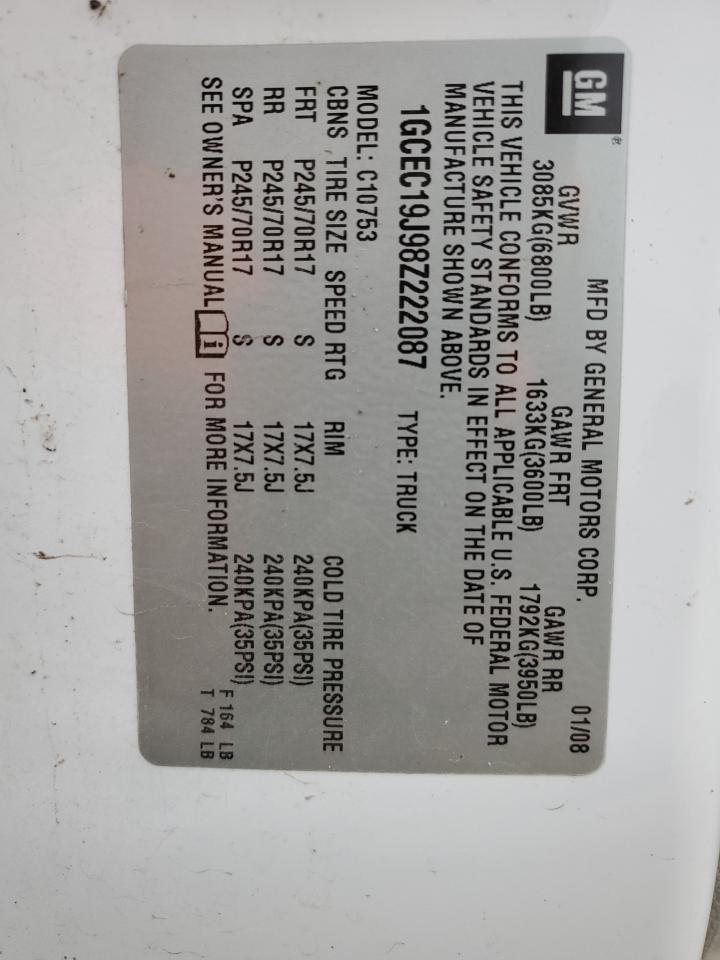 GM®
MFD BY GENERAL MOTORS CORP. 01/08
GVWR GAWR FRT GAWR RR
3085KG(6800LB) 1633KG(3600LB) 1792KG(3950LB)
THIS VEHICLE CONFORMS TO ALL APPLICABLE U.S. FEDERAL MOTOR
VEHICLE SAFETY STANDARDS IN EFFECT ON THE DATE OF
MANUFACTURE SHOWN ABOVE.
1GCEC19J98Z222087 TYPE: TRUCK
MODEL: C10753
CBNS TIRE SIZE SPEED RTG RIM COLD TIRE PRESSURE
FRT P245/70R17 S 17X7.5J 240KPA(35PSI)
RR P245/70R17 S 17X7.5J 240KPA(35PSI)
SPA P245/70R17 S 17X7.5J 240KPA(35PSI)
SEE OWNER'S MANUAL i FOR MORE INFORMATION.
F 164 LB
T 784 LB